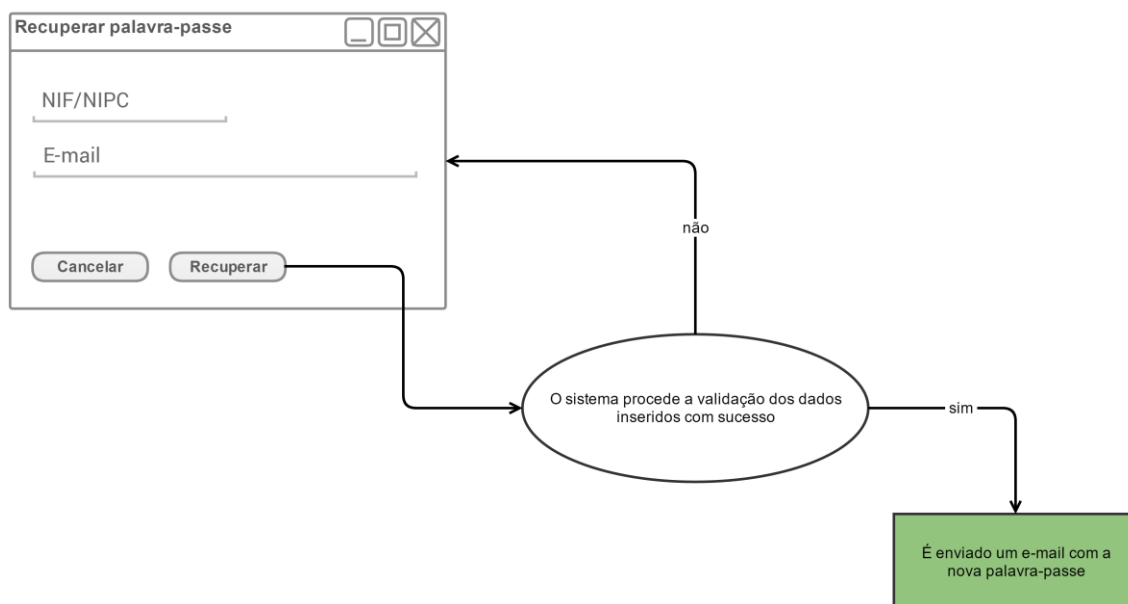 Recuperar palavra-passe
NIF/NIPC
E-mail
Cancelar
Recuperar
não
O sistema procede a validação dos dados
inseridos com sucesso
sim
É enviado um e-mail com a
nova palavra-passe